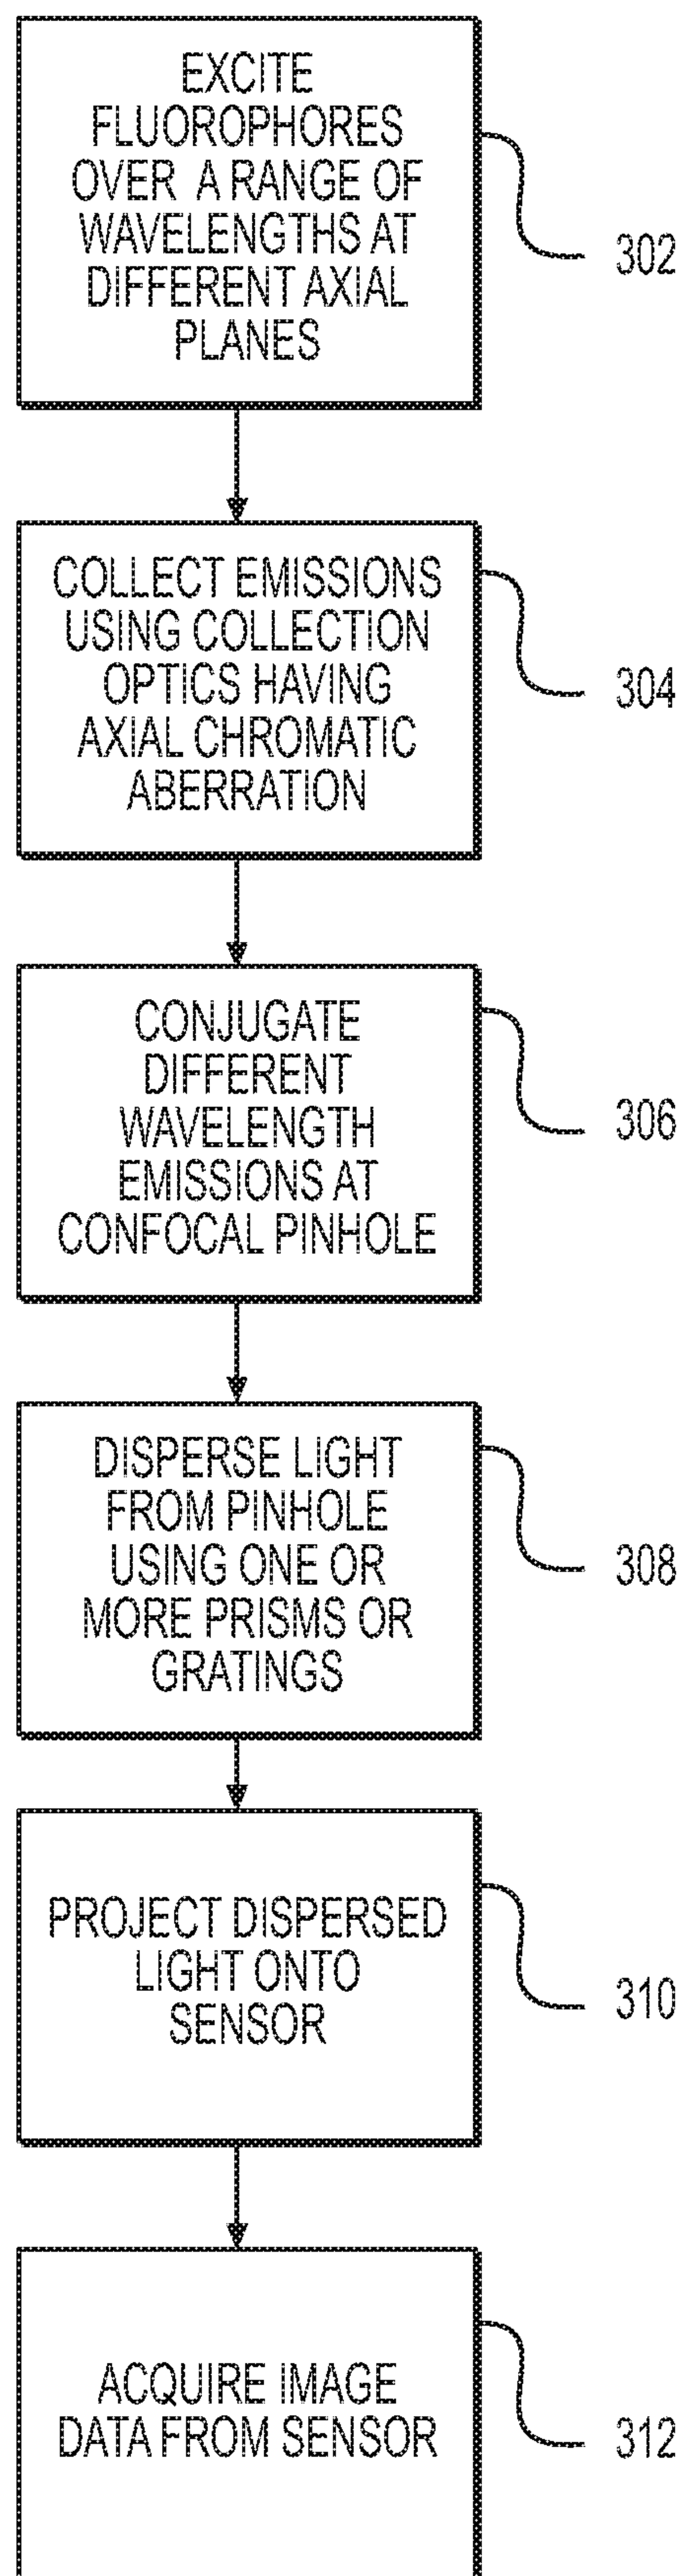 EXCITE
FLUOROPHORES
OVER A RANGE OF
WAVELENGTHS AT
DIFFERENT AXIAL
PLANES
302
COLLECT EMISSIONS
USING COLLECTION
OPTICS HAVING
AXIAL CHROMATIC
ABERRATION
304
CONJUGATE
DIFFERENT
WAVELENGTH
EMISSIONS AT
CONFOCAL PINHOLE
306
DISPERSE LIGHT
FROM PINHOLE
USING ONE OR
MORE PRISMS OR
GRATINGS
308
PROJECT DISPERSED
LIGHT ONTO
SENSOR
310
ACQUIRE IMAGE
DATA FROM SENSOR
312